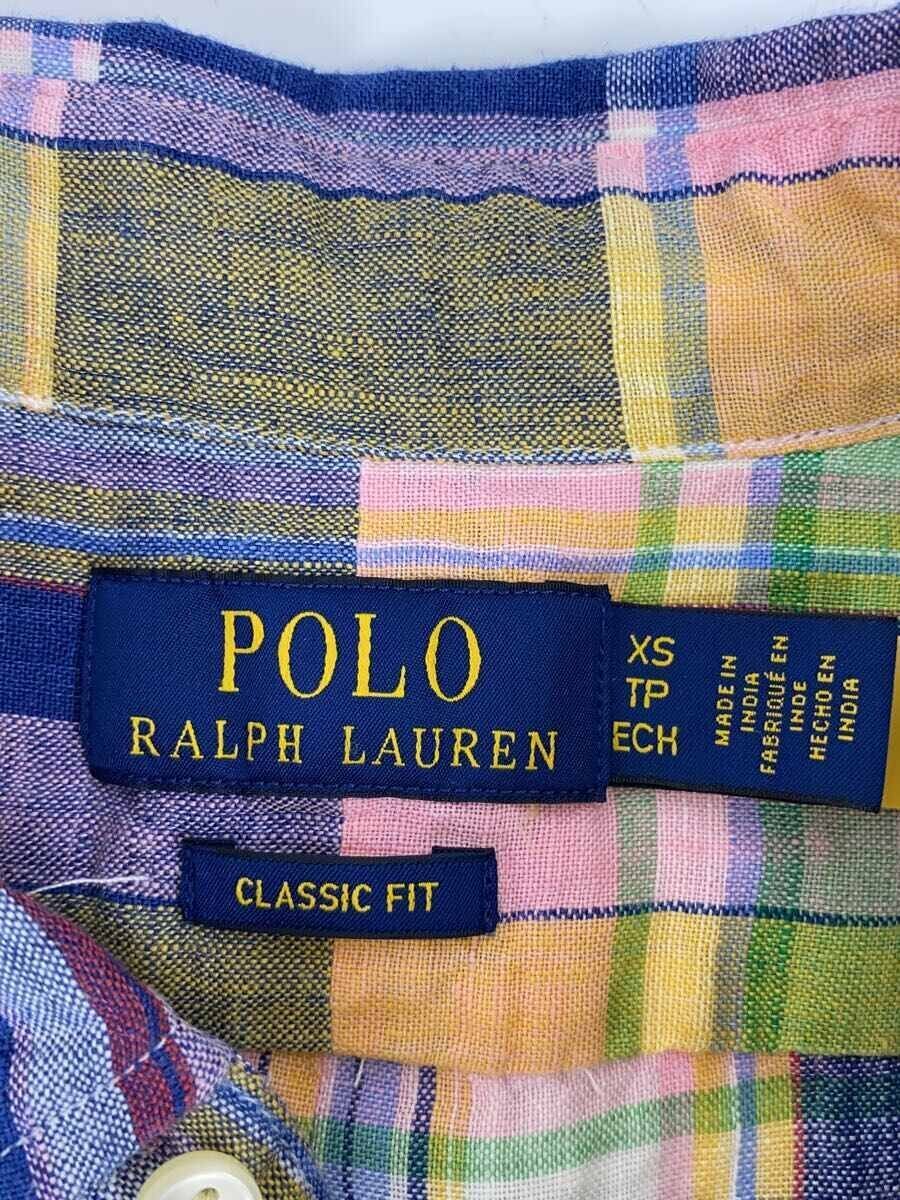 POLO
RALPH LAUREN
XS
TP
ECH
MADE IN
INDIA
FABRIQUÉ EN
INDE
HECHO EN
INDIA
CLASSIC FIT